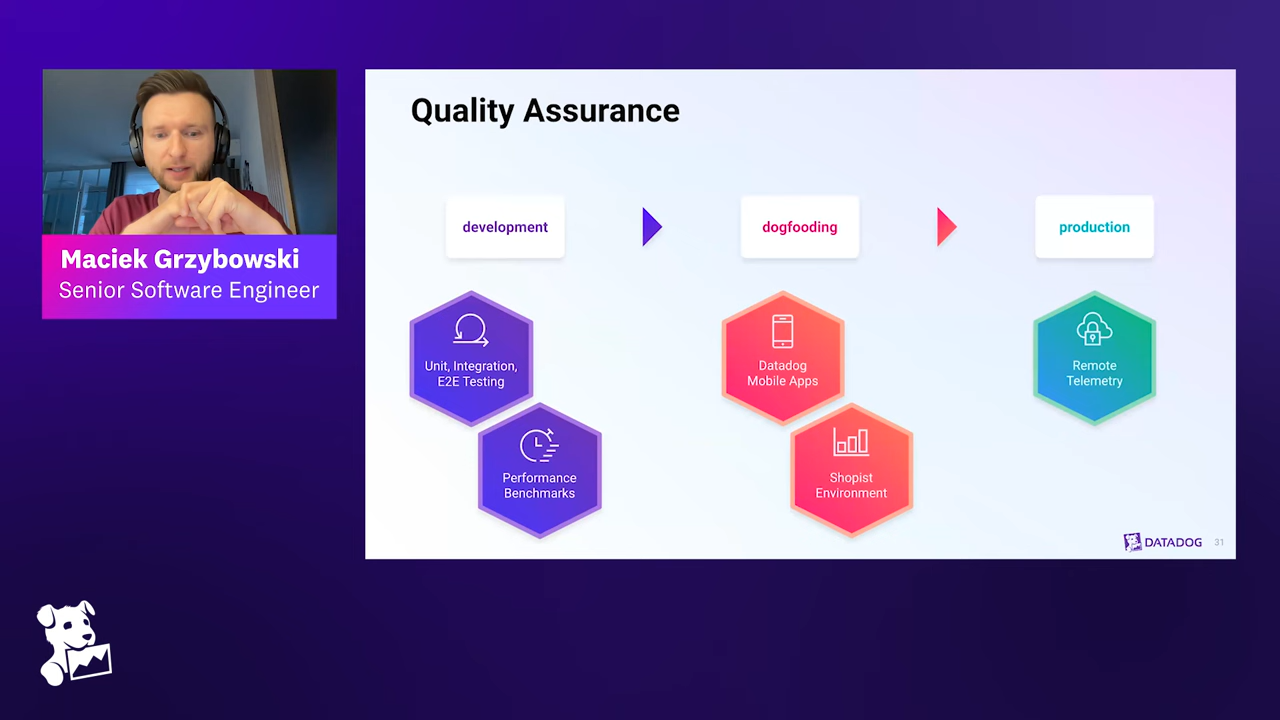 Maciek Grzybowski
Senior Software Engineer
Quality Assurance
development
dogfooding
production
Unit, Integration,
E2E Testing
Performance
Benchmarks
Datadog
Mobile Apps
Shopist
Environment
Remote
Telemetry
DATADOG
31